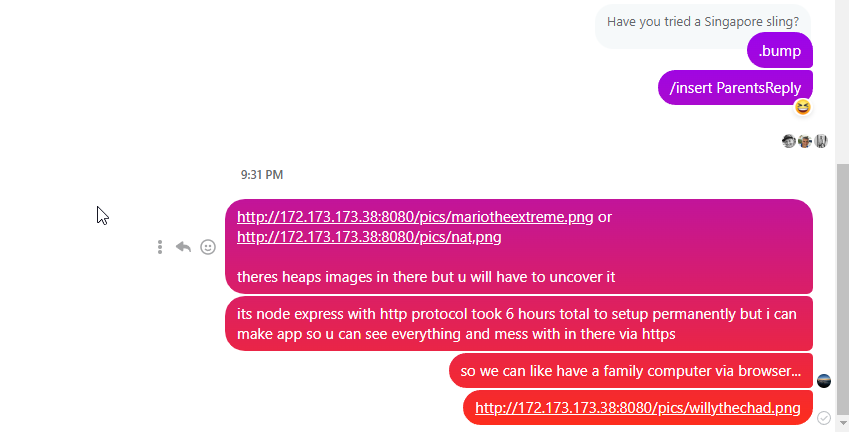 Have you tried a Singapore sling?
.bump
/insert ParentsReply
9:31 PM
http://172.173.173.38:8080/pics/mariotheextreme.png or
http://172.173.173.38:8080/pics/nat,png
theres heaps images in there but u will have to uncover it
its node express with http protocol took 6 hours total to setup permanently but i can
make app so u can see everything and mess with in there via https
so we can like have a family computer via browser...
http://172.173.173.38:8080/pics/willythechad.png